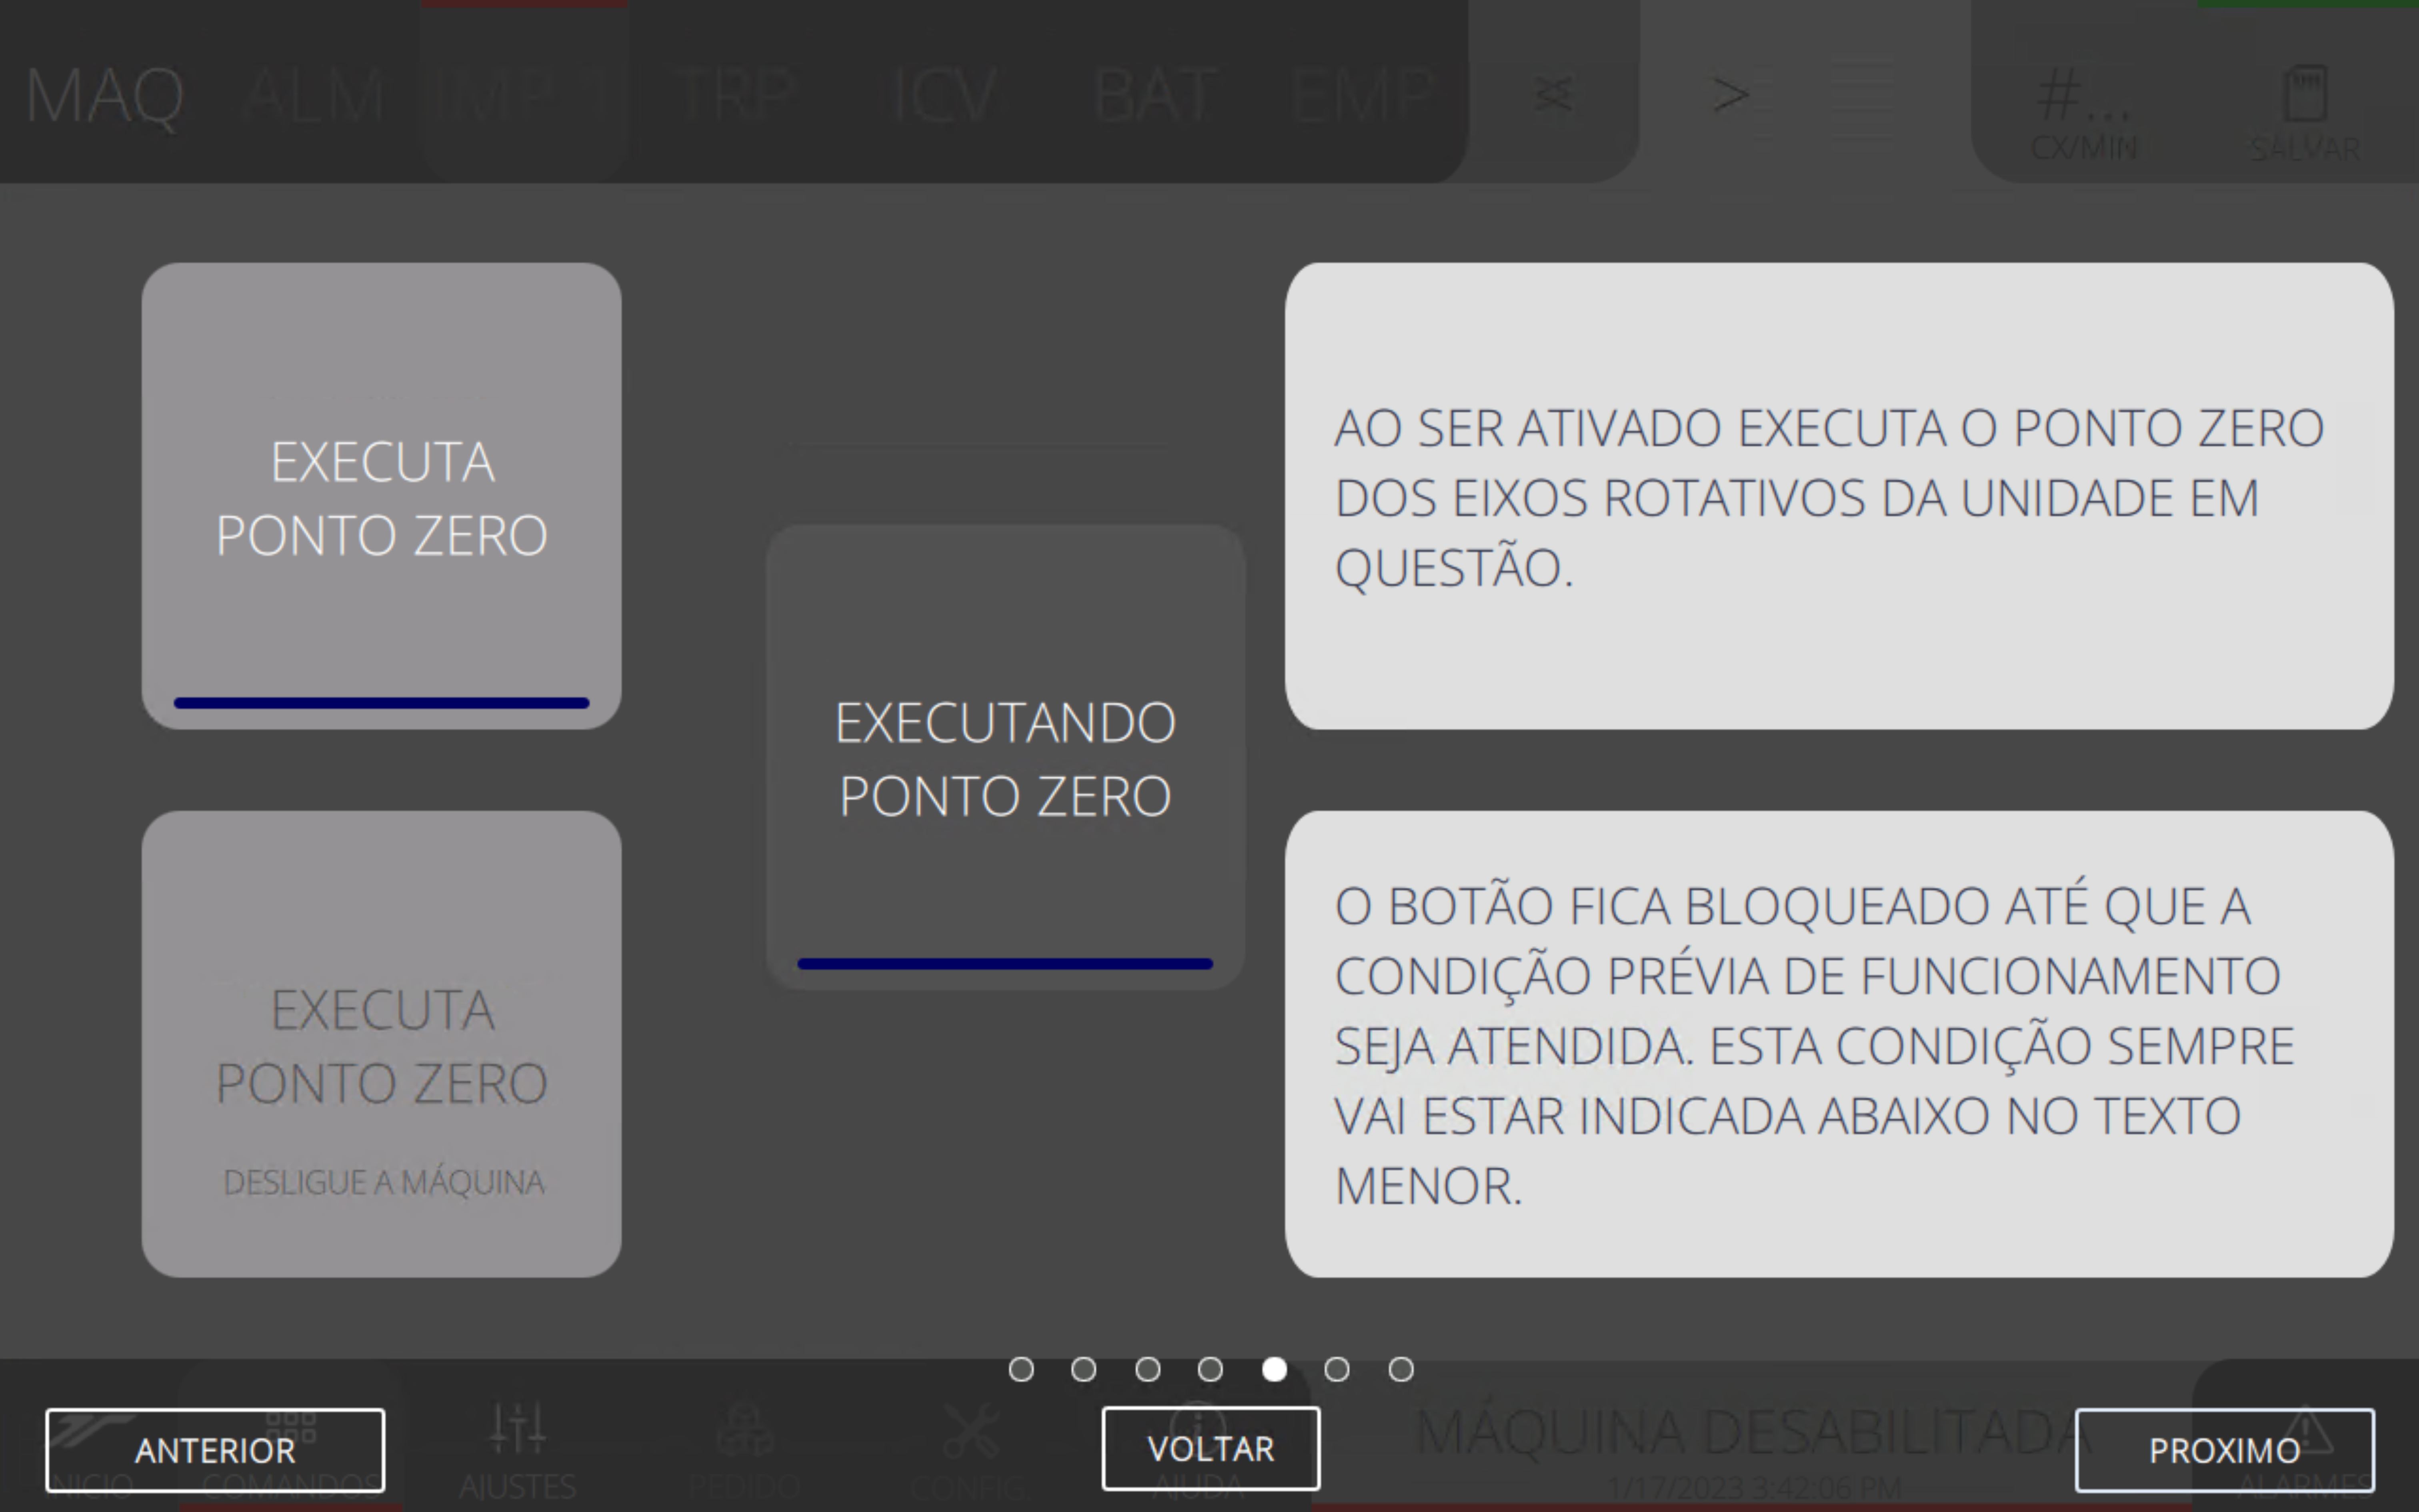 MAQ ALM IMP 1 TRP ICV BAT EMP > #...
CX/MIN SALVAR
EXECUTA
PONTO ZERO
EXECUTANDO
PONTO ZERO
AO SER ATIVADO EXECUTA O PONTO ZERO
DOS EIXOS ROTATIVOS DA UNIDADE EM
QUESTÃO.
EXECUTA
PONTO ZERO
DESLIGUE A MÁQUINA
O BOTÃO FICA BLOQUEADO ATÉ QUE A
CONDIÇÃO PRÉVIA DE FUNCIONAMENTO
SEJA ATENDIDA. ESTA CONDIÇÃO SEMPRE
VAI ESTAR INDICADA ABAIXO NO TEXTO
MENOR.
MÁQUINA DESABILITADA
ANTERIOR VOLTAR PROXIMO
INICIO COMANDOS AJUSTES PEDIDO CONFIG. AJUDA 1/17/2023 3:42:06 PM ALARMES